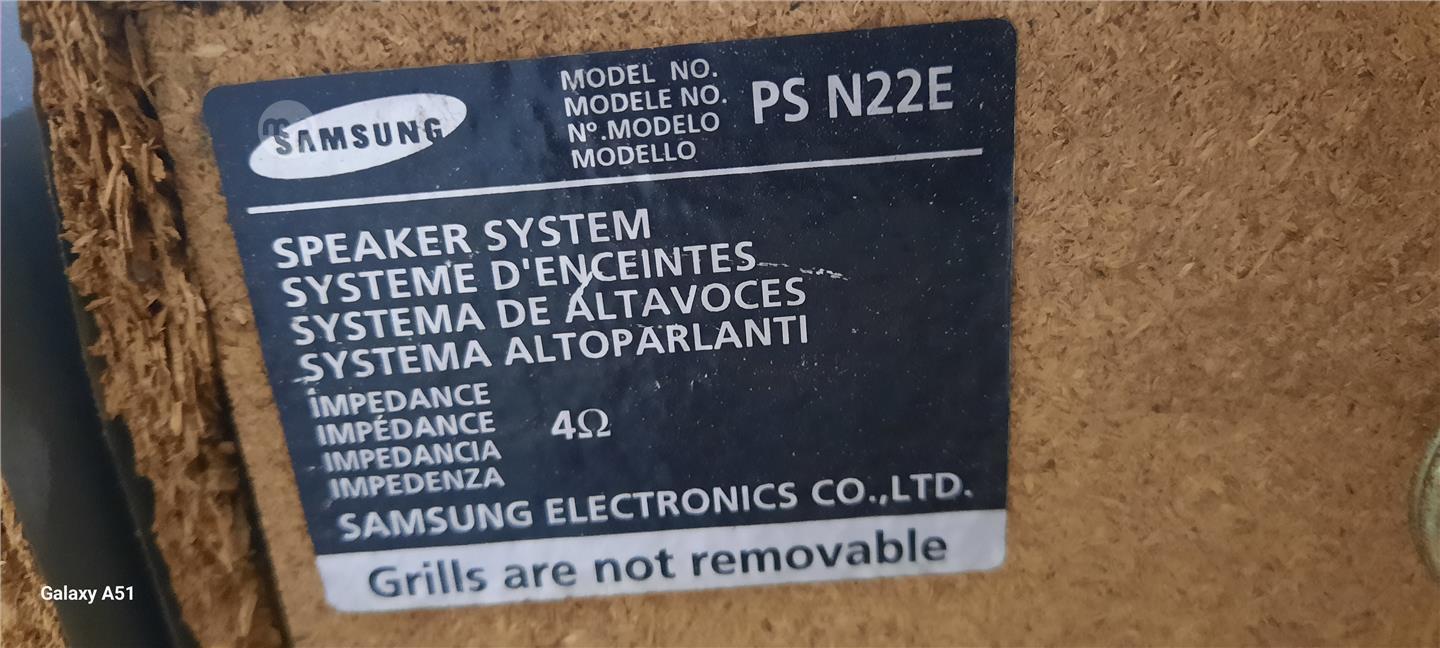 SAMSUNG
MODEL NO.
MODELE NO.
Nº.MODELO
MODELLO
PS N22E
SPEAKER SYSTEM
SYSTEME D'ENCEINTES
SYSTEMA DE ALTAVOCES
SYSTEMA ALTOPARLANTI
IMPEDANCE
IMPÉDANCE
IMPEDANCIA
IMPEDENZA
4Ω
SAMSUNG ELECTRONICS CO.,LTD.
Grills are not removable
Galaxy A51